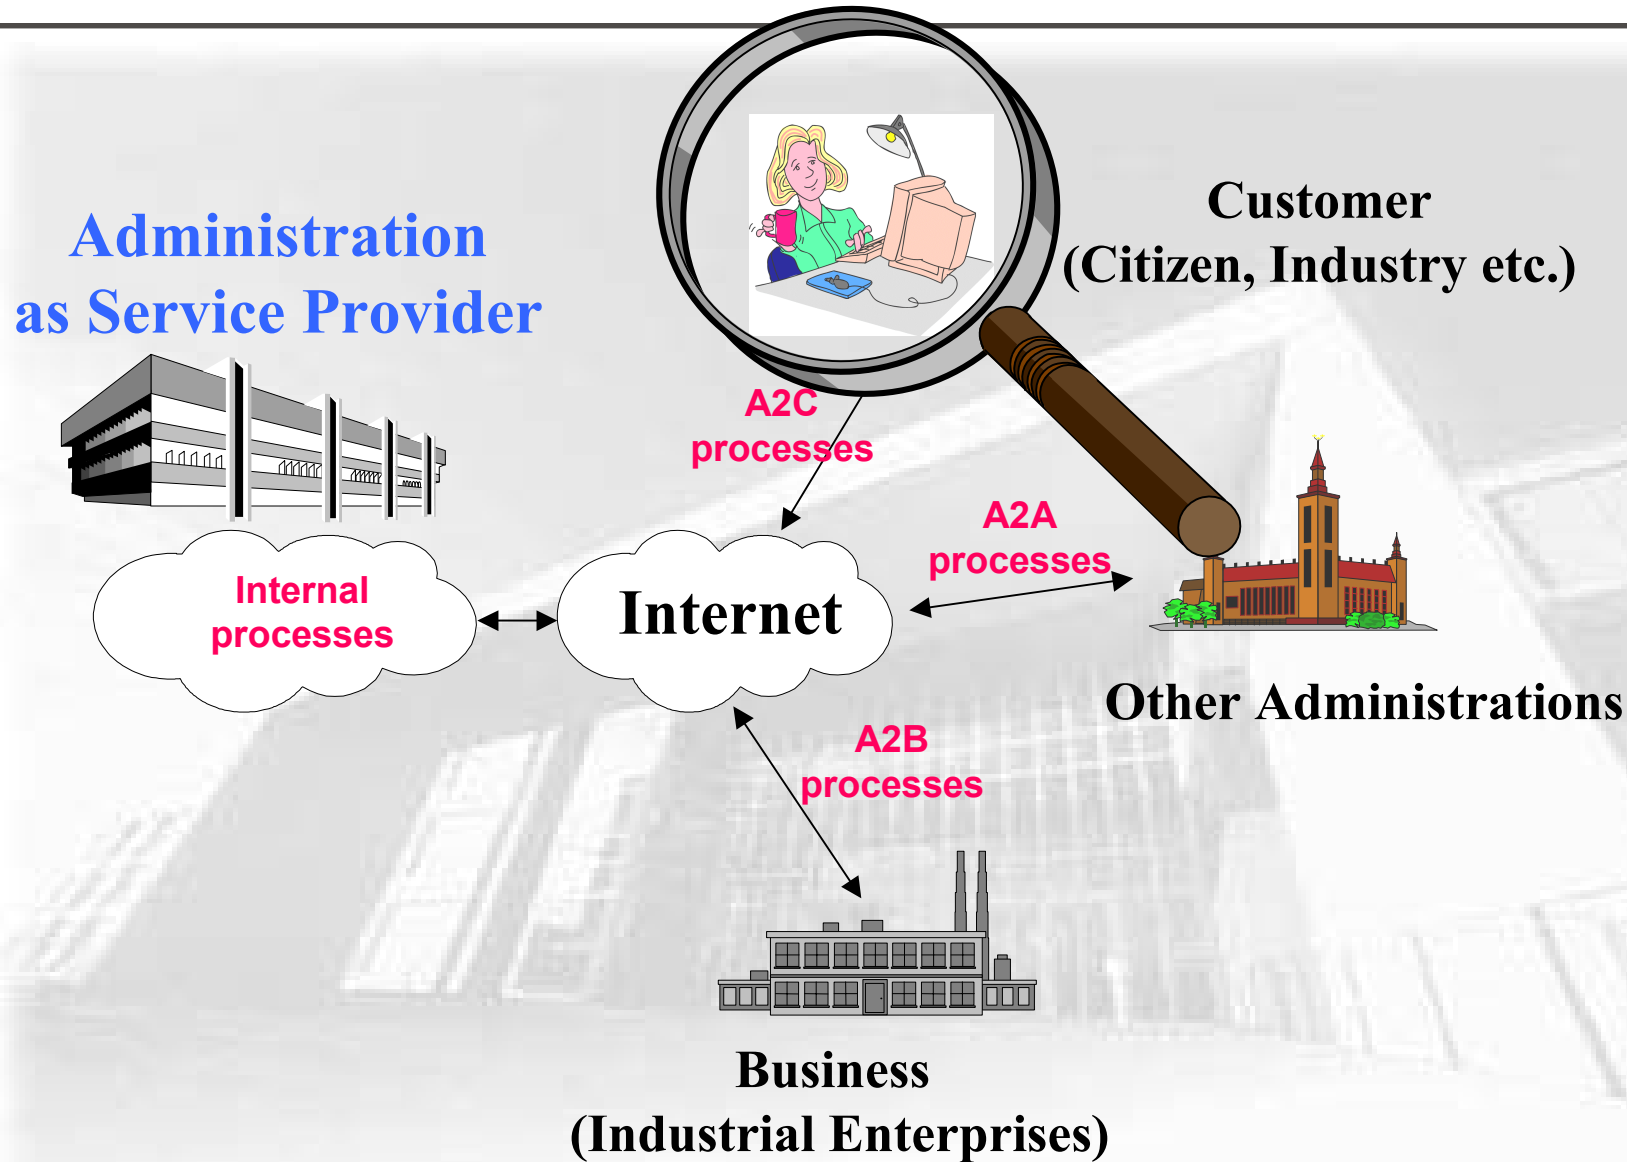 Customer
(Citizen, Industry etc.)
Administration
as Service Provider
A2C
processes
A2A
processes
Internal
processes
Internet
Other Administrations
A2B
processes
Business
(Industrial Enterprises)